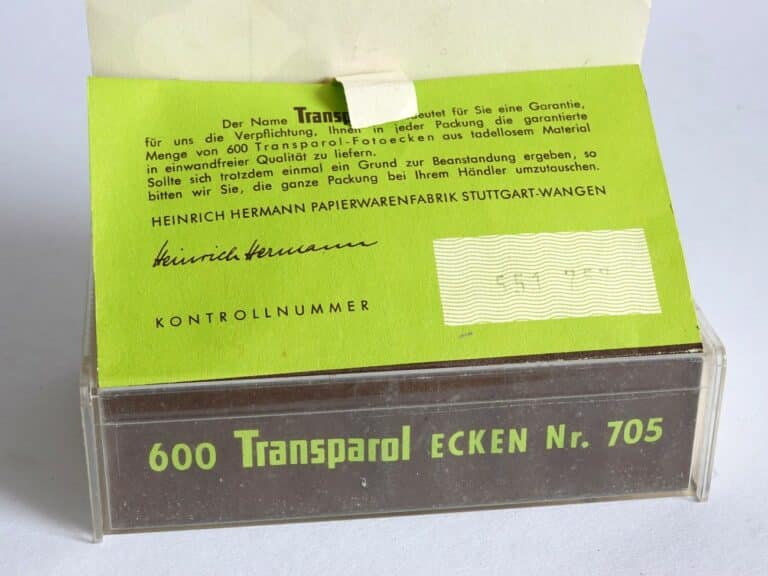 Der Name Transp deutet für Sie eine Garantie,
für uns die Verpflichtung, Ihnen in jeder Packung die garantierte
Menge von 600 Transparol-Fotoecken aus tadellosem Material
in einwandfreier Qualität zu liefern.
Sollte sich trotzdem einmal ein Grund zur Beanstandung ergeben, so
bitten wir Sie, die ganze Packung bei Ihrem Händler umzutauschen.
HEINRICH HERMANN PAPIERWARENFABRIK STUTTGART-WANGEN
Heinrich Hermann
551
KONTROLLNUMMER
600 Transparol ECKEN Nr. 705